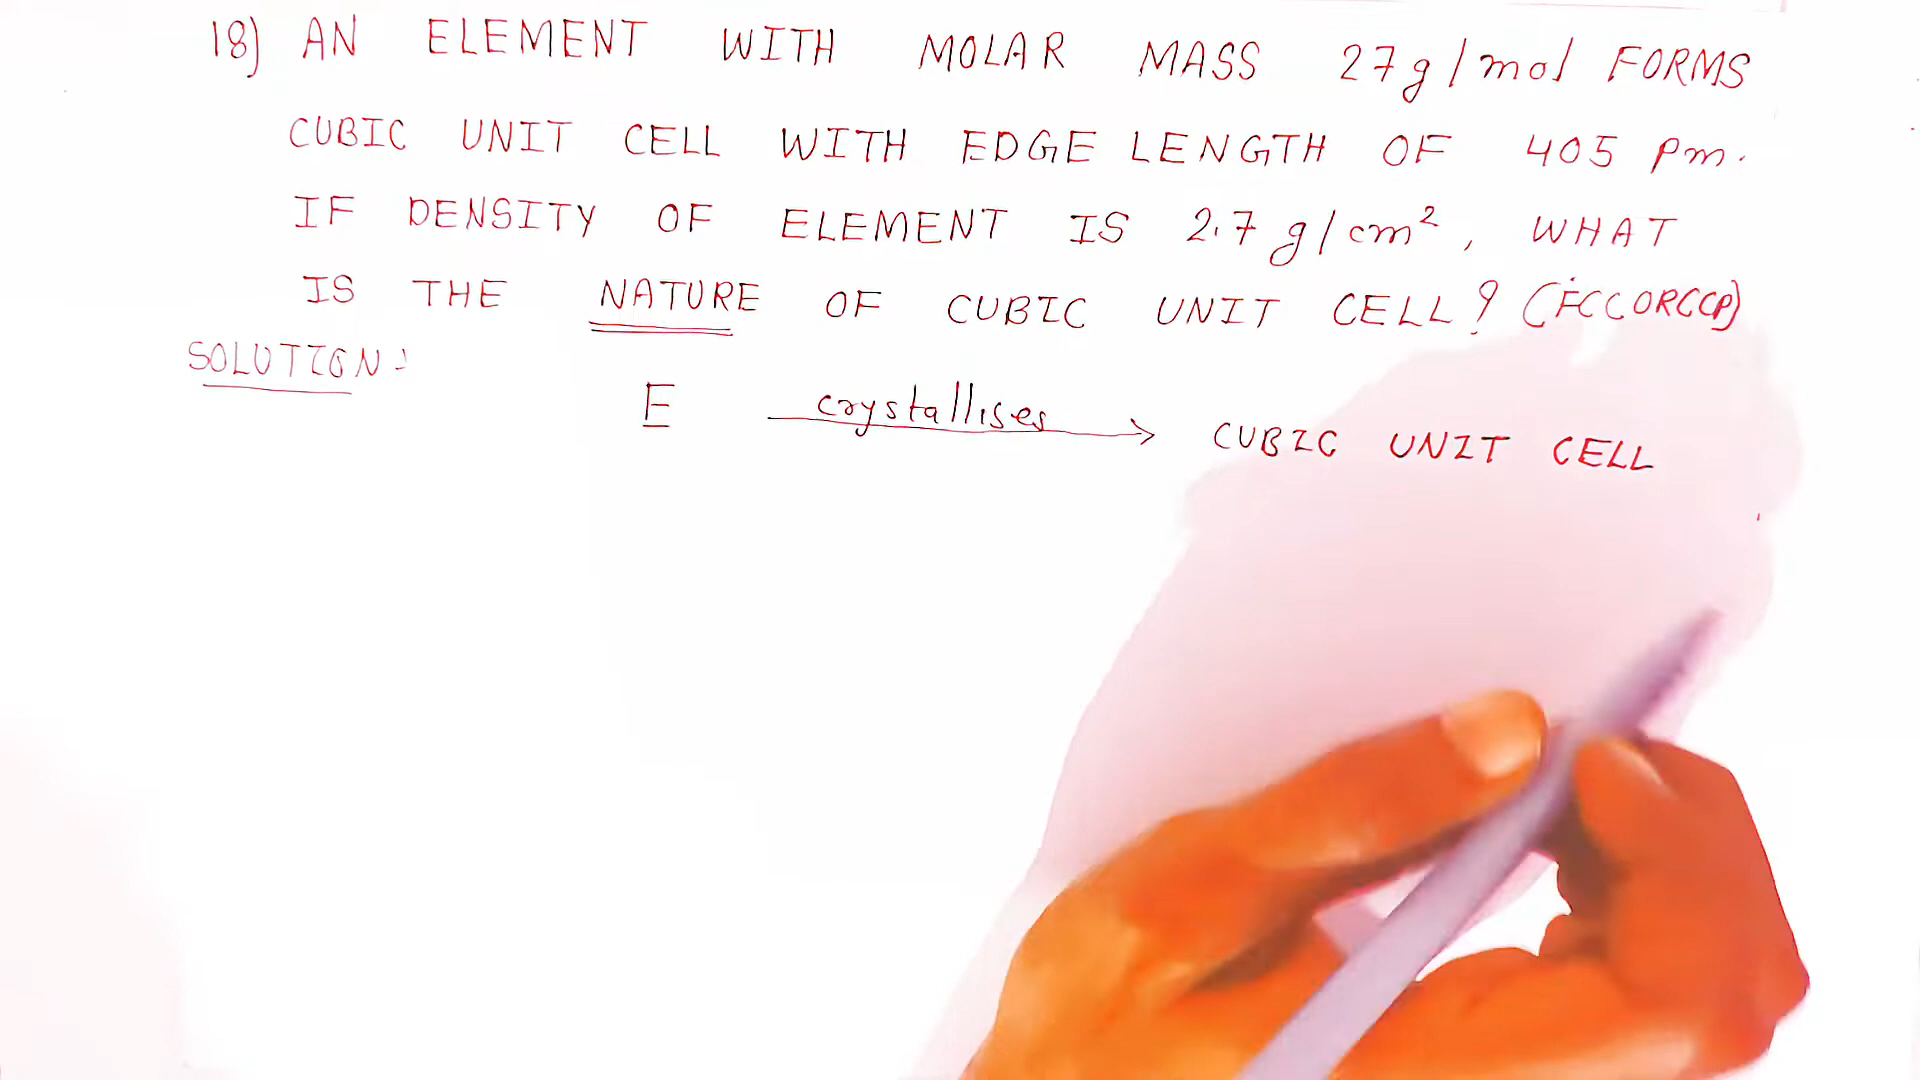 18) AN ELEMENT WITH MOLAR MASS 27g/mol FORMS
CUBIC UNIT CELL WITH EDGE LENGTH OF 405 pm.
IF DENSITY OF ELEMENT IS 2.7 g/cm², WHAT
IS THE NATURE OF CUBIC UNIT CELL? (FCC OR CCP)
SOLUTION:
E crystallises → CUBIC UNIT CELL